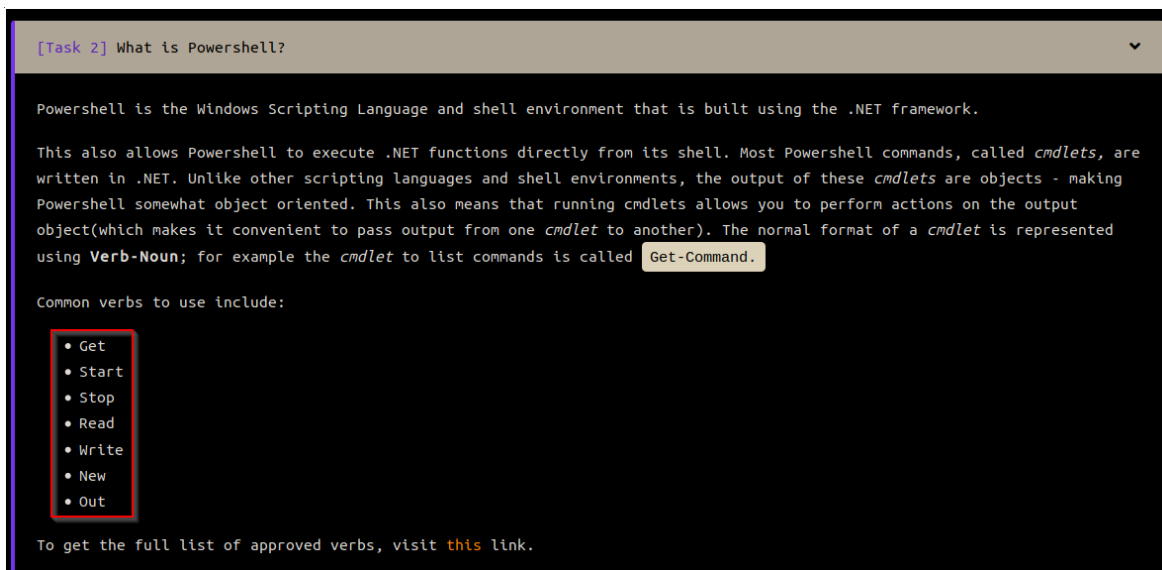 [Task 2] What is Powershell?
Powershell is the Windows Scripting Language and shell environment that is built using the .NET framework.
This also allows Powershell to execute .NET functions directly from its shell. Most Powershell commands, called cmdlets, are
written in .NET. Unlike other scripting languages and shell environments, the output of these cmdlets are objects - making
Powershell somewhat object oriented. This also means that running cmdlets allows you to perform actions on the output
object(which makes it convenient to pass output from one cmdlet to another). The normal format of a cmdlet is represented
using Verb-Noun; for example the cmdlet to list commands is called Get-Command.
Common verbs to use include:
• Get
• Start
• Stop
• Read
• Write
• New
• Out
To get the full list of approved verbs, visit this link.